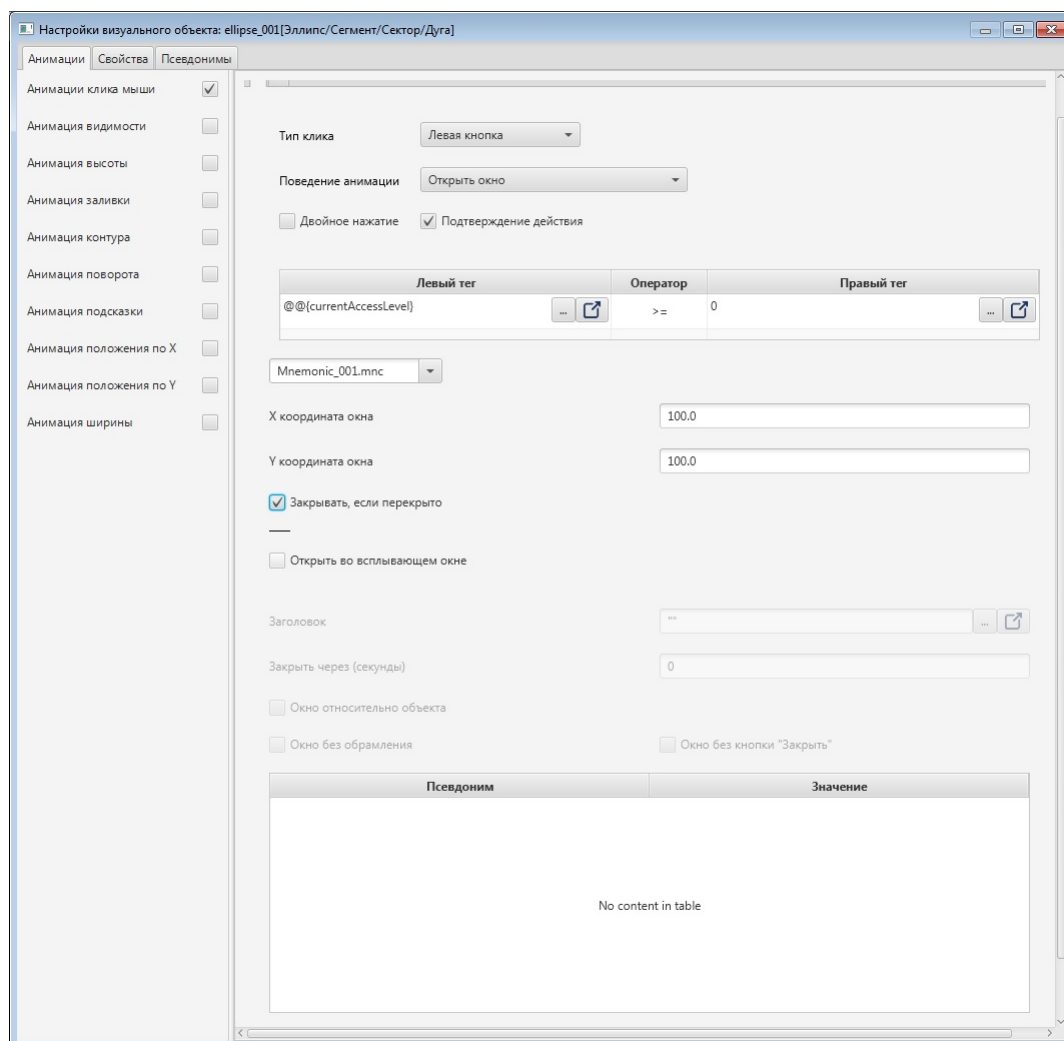 Настройки визуального объекта: ellipse_001[Эллипс/Сегмент/Сектор/Дуга]
Анимации Свойства Псевдонимы
Анимации клика мыши
Анимация видимости
Анимация высоты
Анимация заливки
Анимация контура
Анимация поворота
Анимация подсказки
Анимация положения по X
Анимация положения по Y
Анимация ширины
Тип клика Левая кнопка
Поведение анимации Открыть окно
Двойное нажатие Подтверждение действия
Левый тег Оператор Правый тег
@@{currentAccessLevel} ... >= 0 ...
Mnemonic_001.mnc
X координата окна 100.0
Y координата окна 100.0
Закрывать, если перекрыто
Открыть во всплывающем окне
Заголовок "" ...
Закрыть через (секунды) 0
Окно относительно объекта
Окно без обрамления Окно без кнопки "Закрыть"
Псевдоним Значение
No content in table